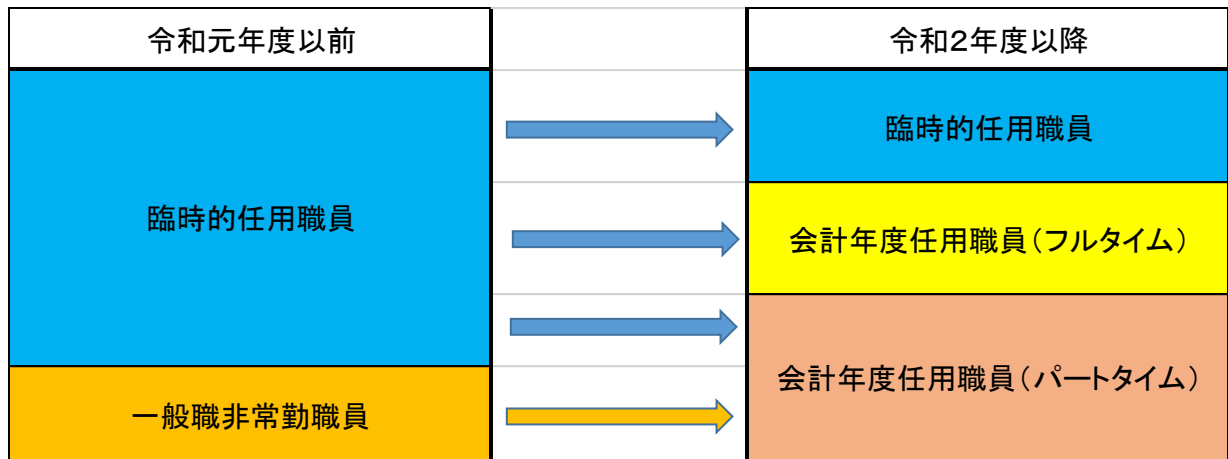 令和元年度以前
令和2年度以降
臨時的任用職員
臨時的任用職員
会計年度任用職員(フルタイム)
会計年度任用職員(パートタイム)
一般職非常勤職員